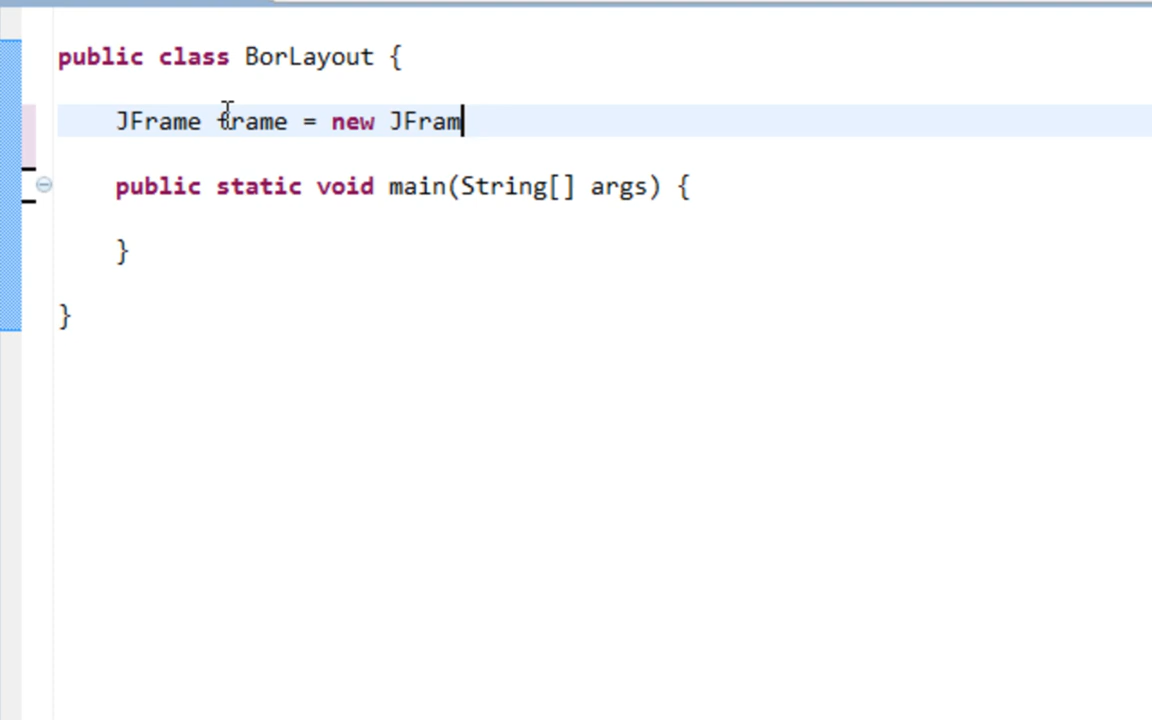 public class BorLayout {
JFrame frame = new JFram
public static void main(String[] args) {
}
}